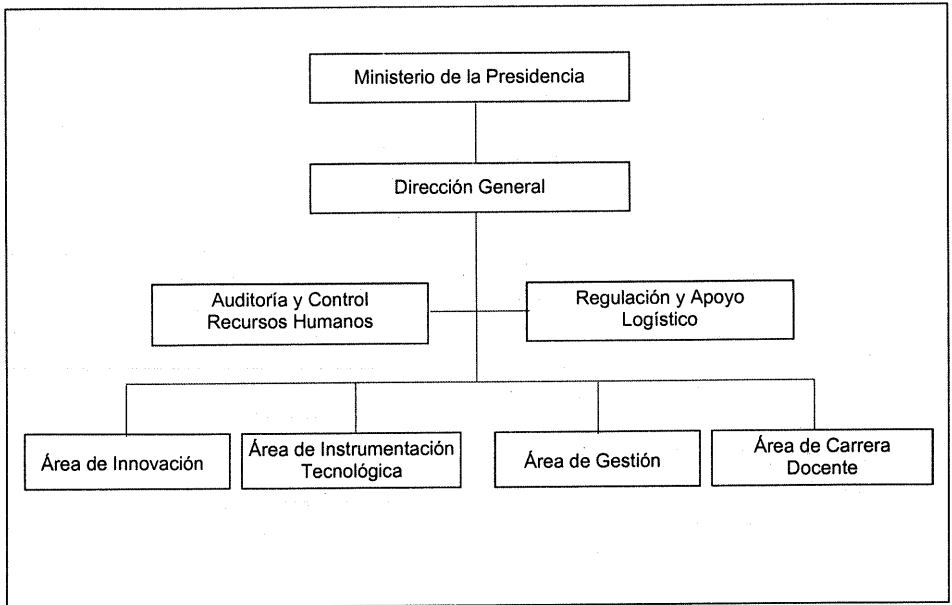 Ministerio de la Presidencia
Dirección General
Auditoría y Control
Recursos Humanos
Regulación y Apoyo
Logístico
Área de Innovación
Área de Instrumentación
Tecnológica
Área de Gestión
Área de Carrera
Docente